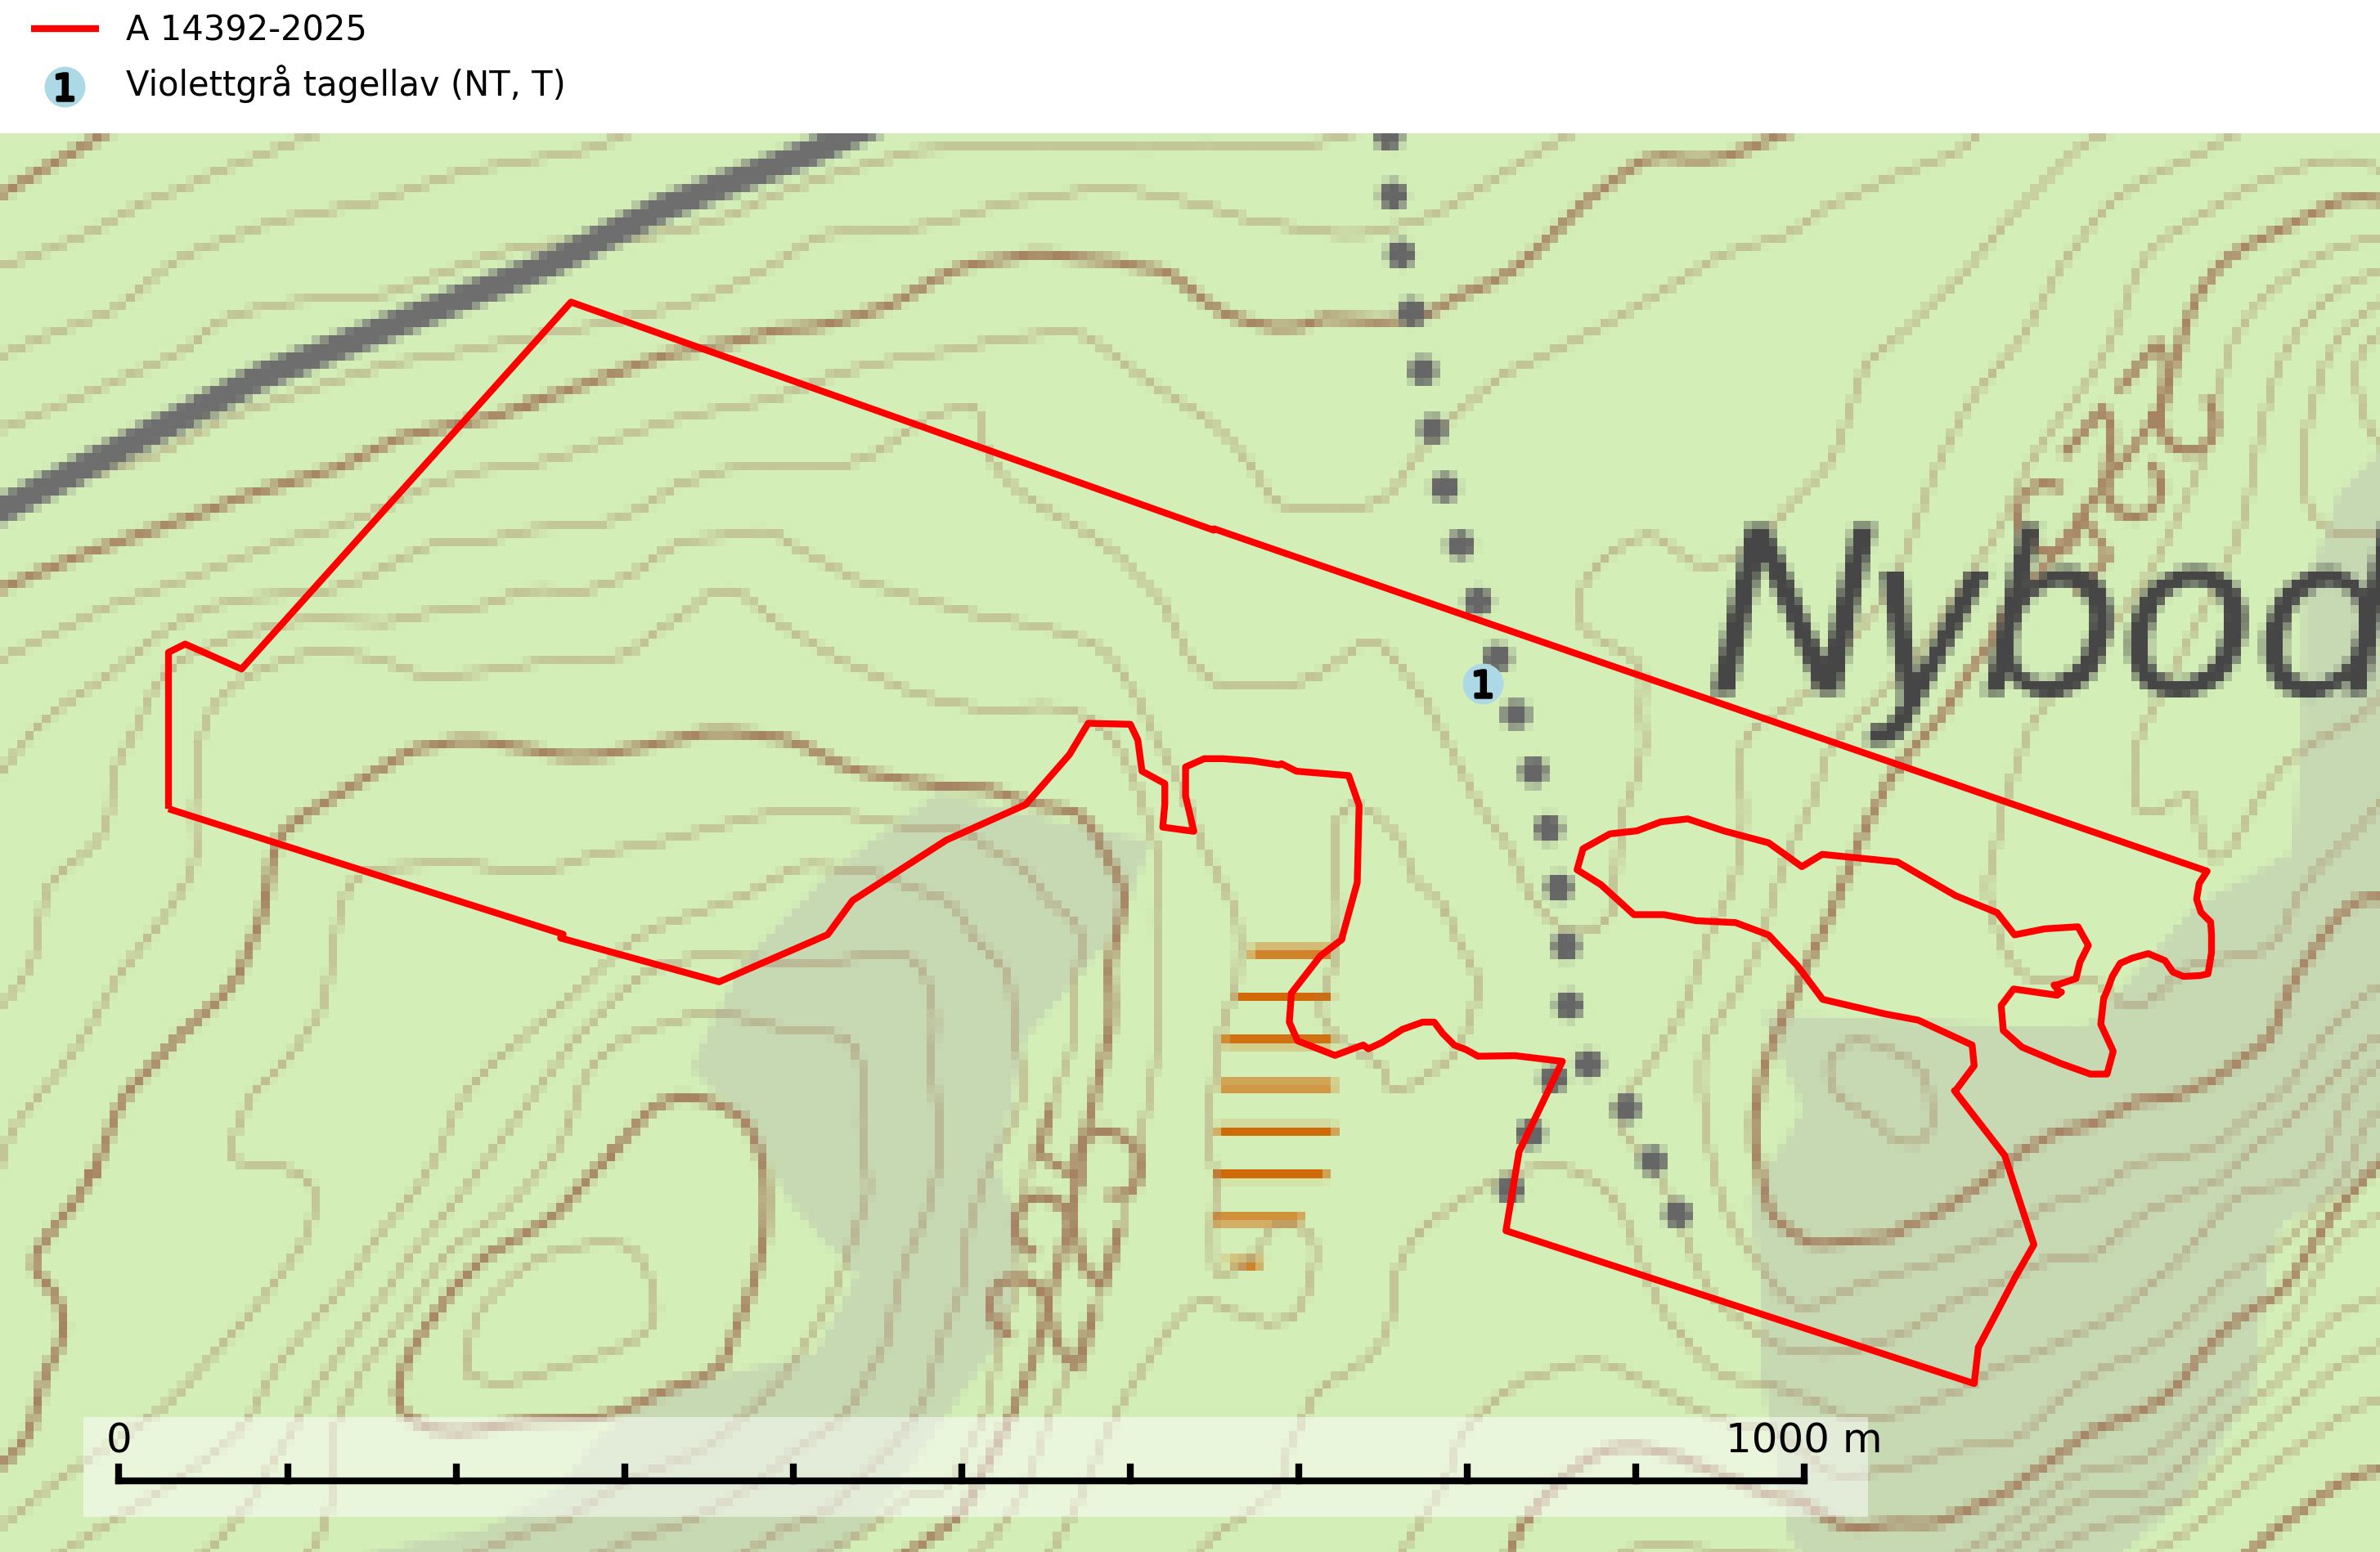 A 14392-2025
1 Violettgrå tagellav (NT, T)
1
Nybod
0
1000 m